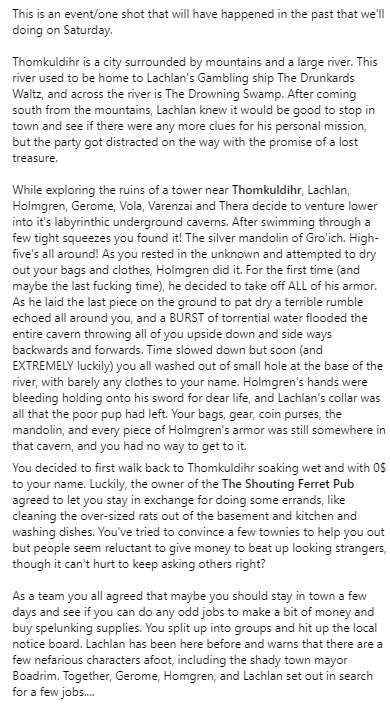 This is an event/one shot that will have happened in the past that we'll
doing on Saturday.
Thomkuldihr is a city surrounded by mountains and a large river. This
river used to be home to Lachlan's Gambling ship The Drunkards
Waltz, and across the river is The Drowning Swamp. After coming
south from the mountains, Lachlan knew it would be good to stop in
town and see if there were any more clues for his personal mission,
but the party got distracted on the way with the promise of a lost
treasure.
While exploring the ruins of a tower near Thomkuldihr, Lachlan,
Holmgren, Gerome, Vola, Varenzai and Thera decide to venture lower
into it's labyrinthic underground caverns. After swimming through a
few tight squeezes you found it! The silver mandolin of Gro'ich. High-
five's all around! As you rested in the unknown and attempted to dry
out your bags and clothes, Holmgren did it. For the first time (and
maybe the last fucking time), he decided to take off ALL of his armor.
As he laid the last piece on the ground to pat dry a terrible rumble
echoed all around you, and a BURST of torrential water flooded the
entire cavern throwing all of you upside down and side ways
backwards and forwards. Time slowed down but soon (and
EXTREMELY luckily) you all washed out of small hole at the base of the
river, with barely any clothes to your name. Holmgren's hands were
bleeding holding onto his sword for dear life, and Lachlan's collar was
all that the poor pup had left. Your bags, gear, coin purses, the
mandolin, and every piece of Holmgren's armor was still somewhere in
that cavern, and you had no way to get to it.
You decided to first walk back to Thomkuldihr soaking wet and with 0$
to your name. Luckily, the owner of the The Shouting Ferret Pub
agreed to let you stay in exchange for doing some errands, like
cleaning the over-sized rats out of the basement and kitchen and
washing dishes. You've tried to convince a few townies to help you out
but people seem reluctant to give money to beat up looking strangers,
though it can't hurt to keep asking others right?
As a team you all agreed that maybe you should stay in town a few
days and see if you can do any odd jobs to make a bit of money and
buy spelunking supplies. You split up into groups and hit up the local
notice board. Lachlan has been here before and warns that there are a
few nefarious characters afoot, including the shady town mayor
Boadrim. Together, Gerome, Homgren, and Lachlan set out in search
for a few jobs....